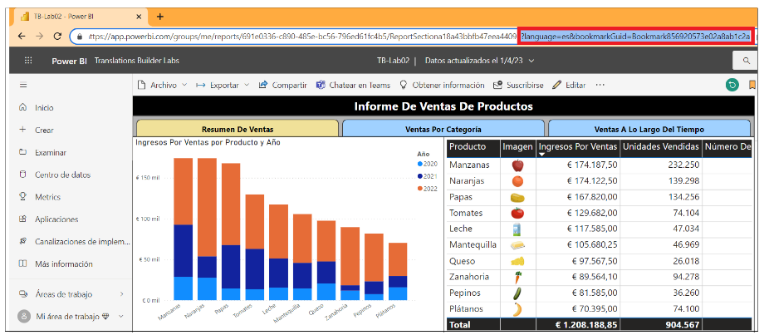 TB-Lab02 - Power BI
ttps://app.powerbi.com/groups/me/reports/691e0336-c890-485e-bc56-796ed61fc4b5/ReportSectiona18a43bbfb47eea4409?language=es&bookmarkGuid=Bookmark856920573e02a8ab1c2a
Power BI Translations Builder Labs TB-Lab02 | Datos actualizados el 1/4/23
Archivo Exportar Compartir Chatear en Teams Obtener información Suscribirse Editar ...
Inicio
Crear
Examinar
Centro de datos
Metrics
Aplicaciones
Canalizaciones de implem...
Más información
Áreas de trabajo
Mi área de trabajo
Informe De Ventas De Productos
Resumen De Ventas Ventas Por Categoría Ventas A Lo Largo Del Tiempo
Ingresos Por Ventas por Producto y Año
Año
2020
2021
2022
€ 150 mil
€ 100 mil
€ 50 mil
€ 0 mil
Manzanas Naranjas Papas Tomates Leche Mantequilla Queso Zanahoria Pepinos Plátanos
Producto Imagen Ingresos Por Ventas Unidades Vendidas Número De
Manzanas € 174.187,50 232.250
Naranjas € 174.122,50 139.298
Papas € 167.820,00 134.256
Tomates € 129.682,00 74.104
Leche € 117.585,00 47.034
Mantequilla € 105.680,25 46.969
Queso € 97.567,50 26.018
Zanahoria € 89.564,10 94.278
Pepinos € 81.585,00 36.260
Plátanos € 70.395,00 74.100
Total € 1.208.188,85 904.567